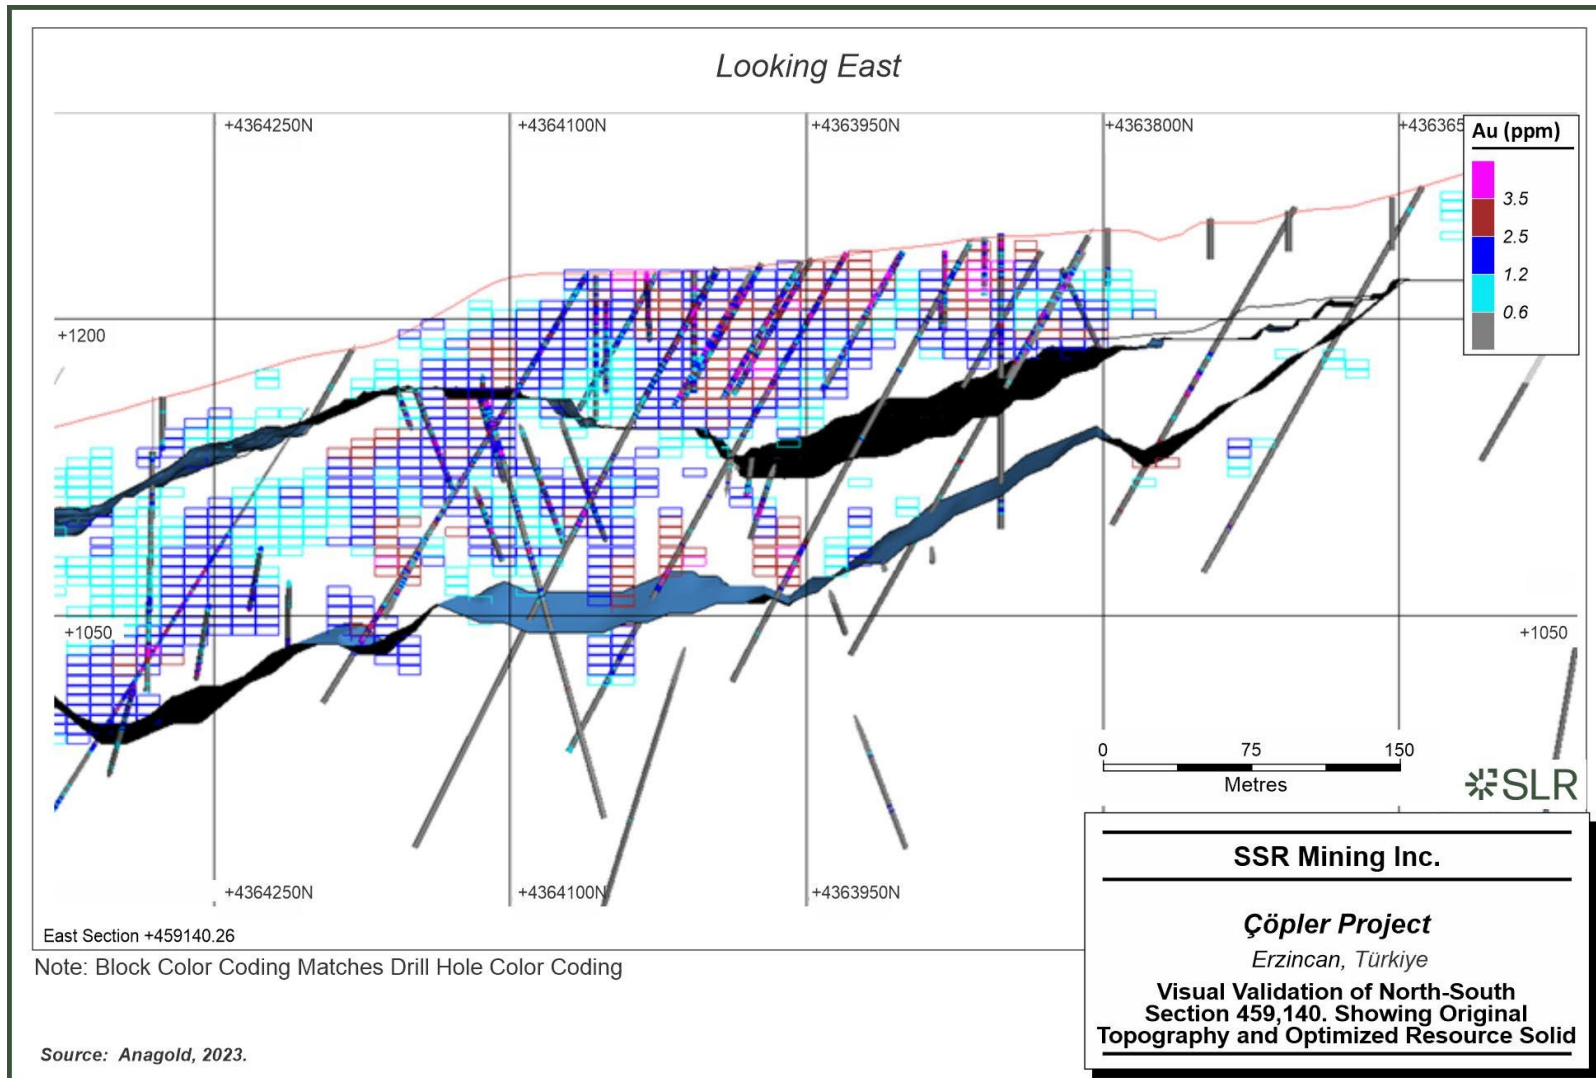 Looking East
+4364250N
+4364100N
+4363950N
+4363800N
+436365
Au (ppm)
3.5
2.5
1.2
0.6
+1200
+1050
+1050
0
75
150
Metres
SLR
+4364250N
+4364100N
+4363950N
East Section +459140.26
Note: Block Color Coding Matches Drill Hole Color Coding
Source: Anagold, 2023.
SSR Mining Inc.
Çöpler Project
Erzincan, Türkiye
Visual Validation of North-South
Section 459,140. Showing Original
Topography and Optimized Resource Solid